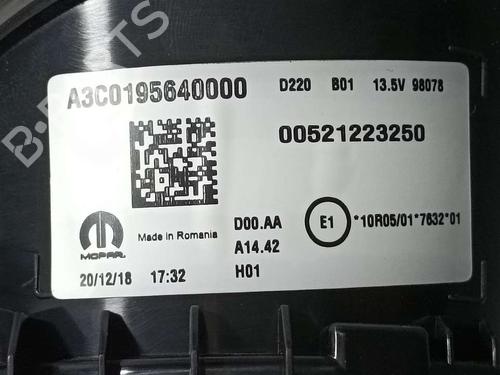 A3C0195640000 D220 B01 13.5V 98078
00521223250
MOPAR
Made in Romania
D00.AA
A14.42
H01
E1 *10R05/01*7632*01
20/12/18 17:32
B-PARTS